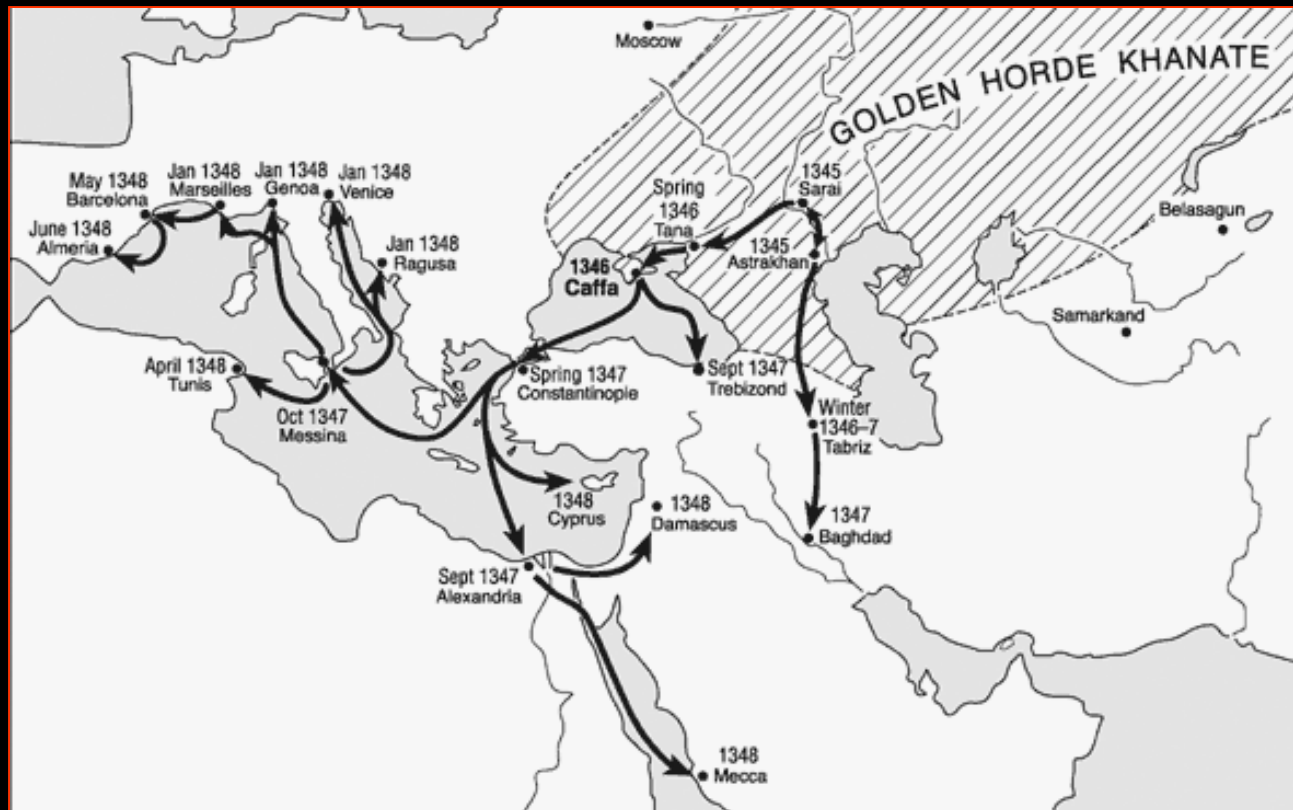 Moscow
GOLDEN HORDE KHANATE
May 1348
Barcelona
Jan 1348
Marseilles
Jan 1348
Genoa
Jan 1348
Venice
June 1348
Almeria
Jan 1348
Ragusa
Spring
1346
Tana
1345
Sarai
1345
Astrakhan
Belasagun
1346
Caffa
Samarkand
April 1348
Tunis
Oct 1347
Messina
Spring 1347
Constantinople
Sept 1347
Trebizond
Winter
1346–7
Tabriz
1348
Cyprus
1348
Damascus
1347
Baghdad
Sept 1347
Alexandria
1348
Mecca